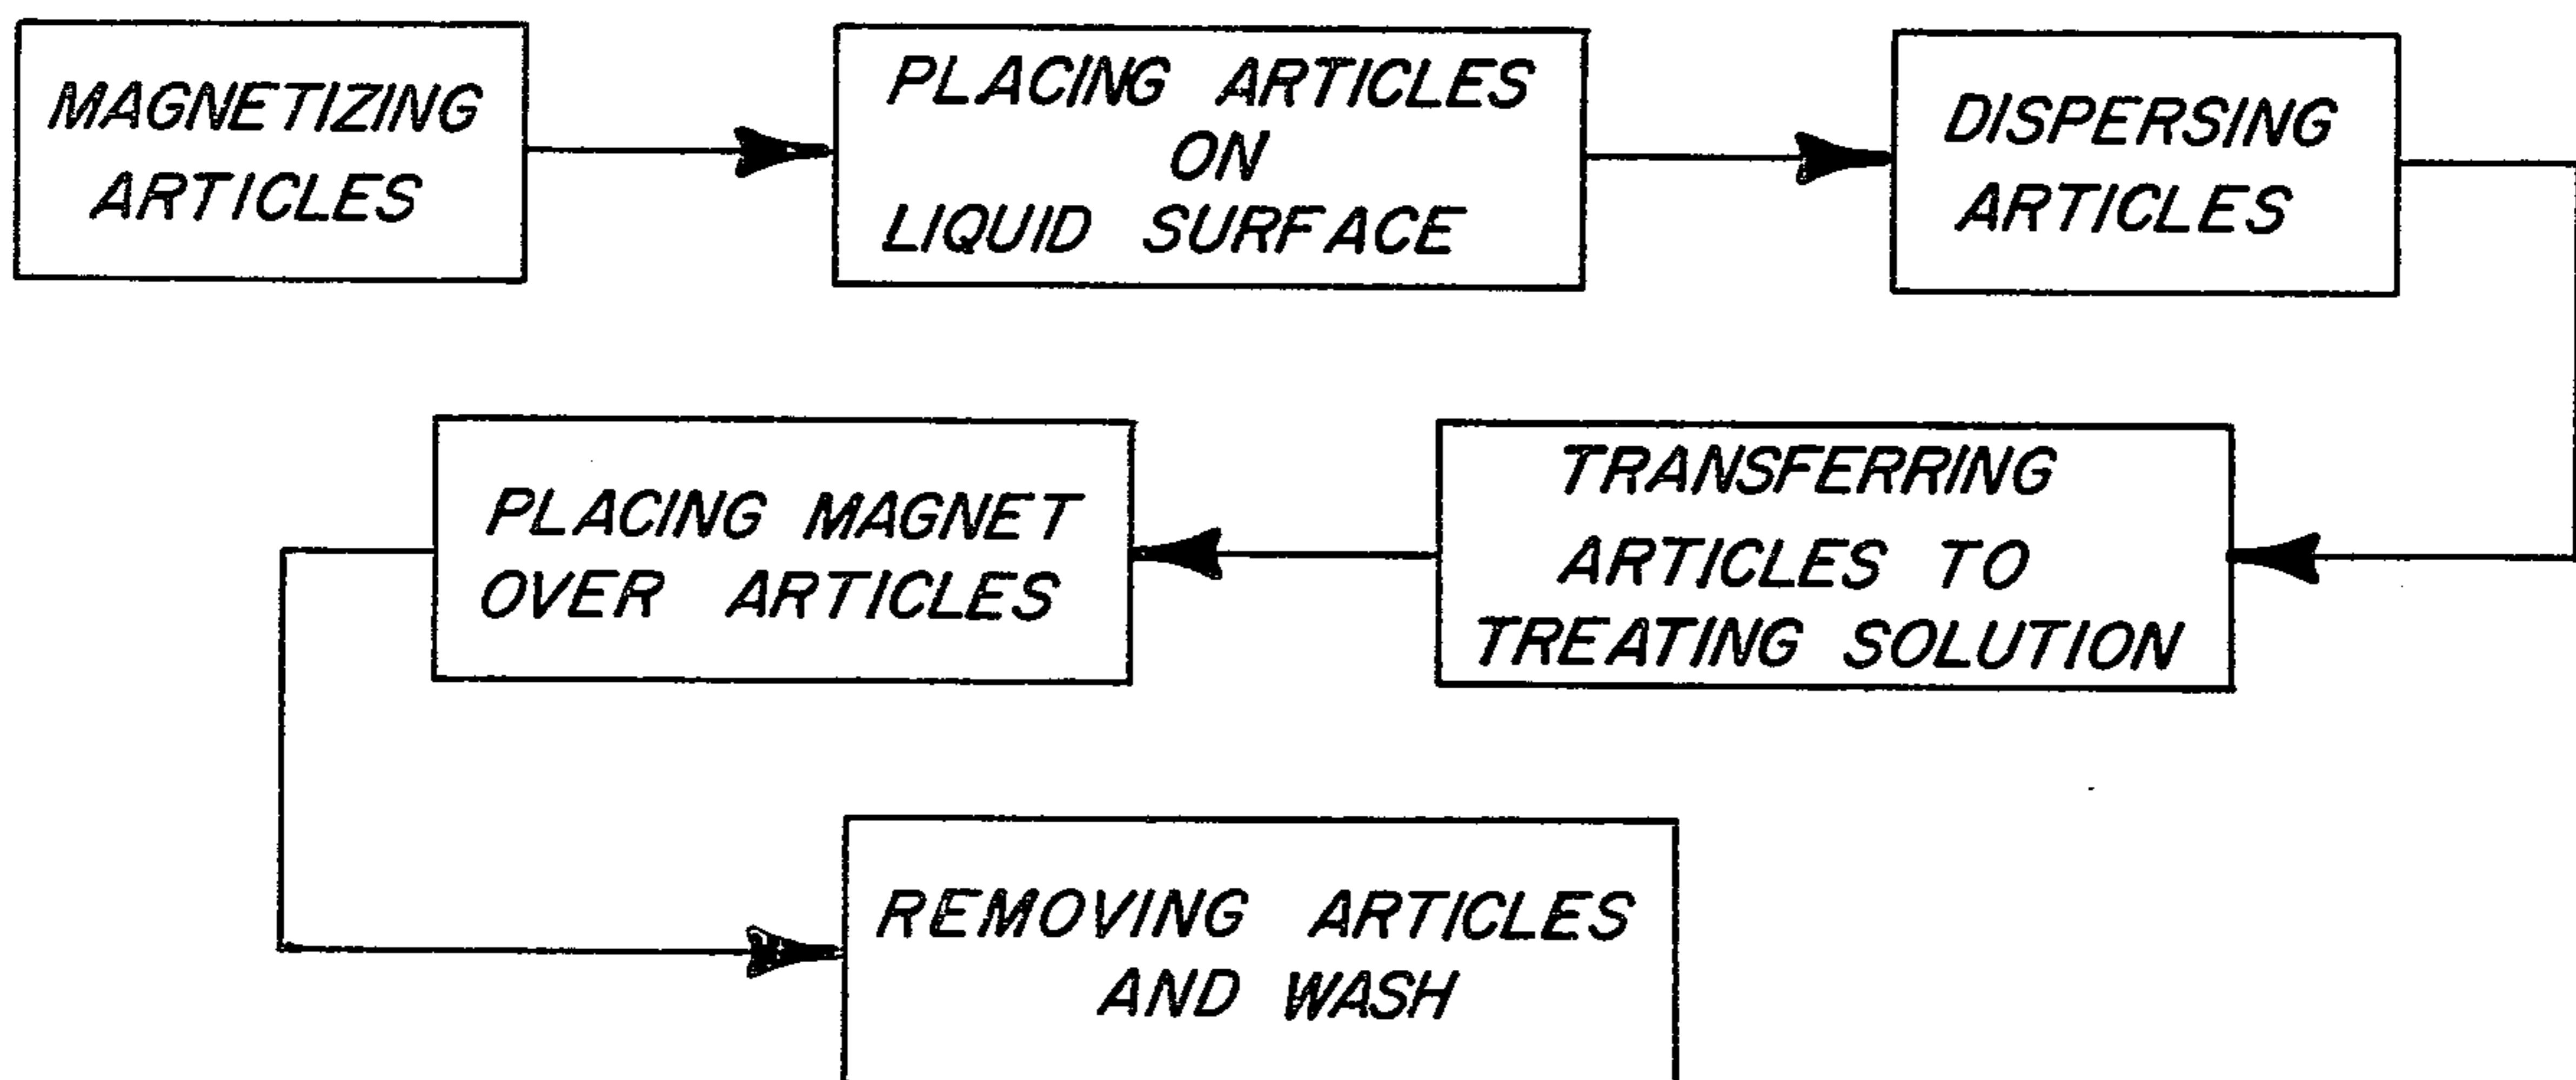 MAGNETIZING
ARTICLES
PLACING ARTICLES
ON
LIQUID SURFACE
DISPERSING
ARTICLES
TRANSFERRING
ARTICLES TO
TREATING SOLUTION
PLACING MAGNET
OVER ARTICLES
REMOVING ARTICLES
AND WASH